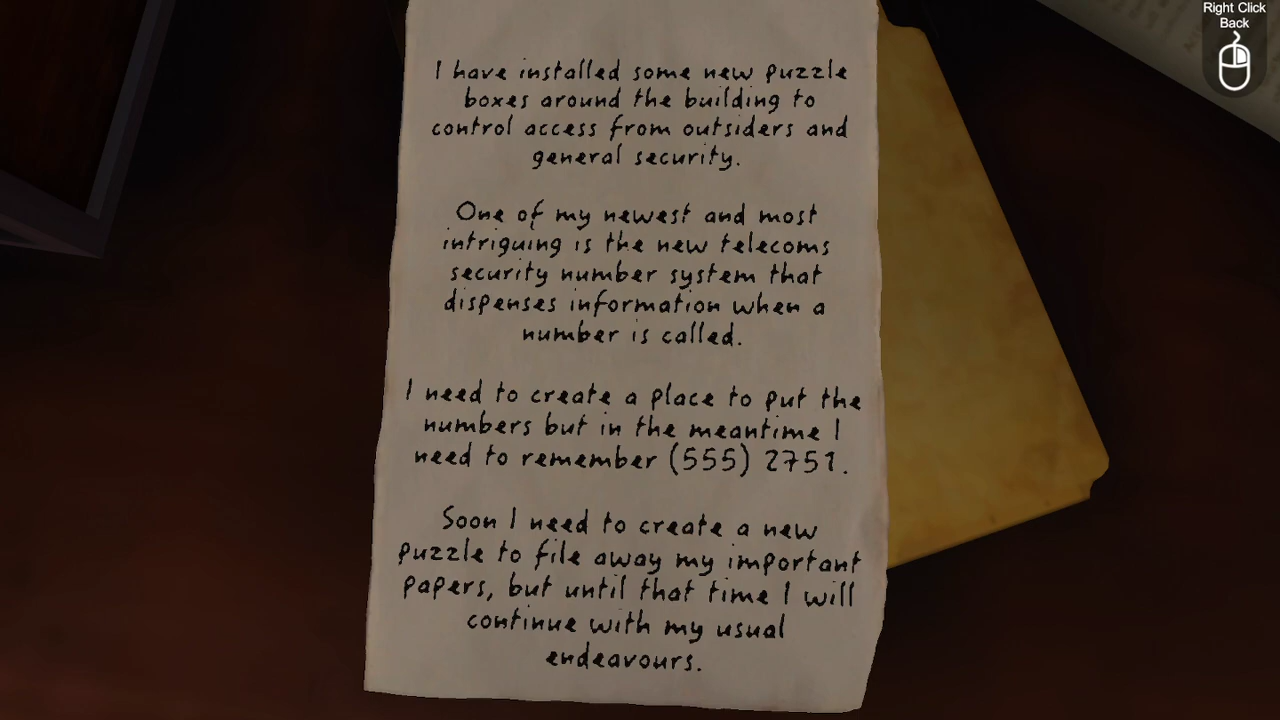 Right Click
Back
I have installed some new puzzle
boxes around the building to
control access from outsiders and
general security.
One of my newest and most
intriguing is the new telecoms
security number system that
dispenses information when a
number is called.
I need to create a place to put the
numbers but in the meantime I
need to remember (555) 2751.
Soon I need to create a new
puzzle to file away my important
papers, but until that time I will
continue with my usual
endeavours.